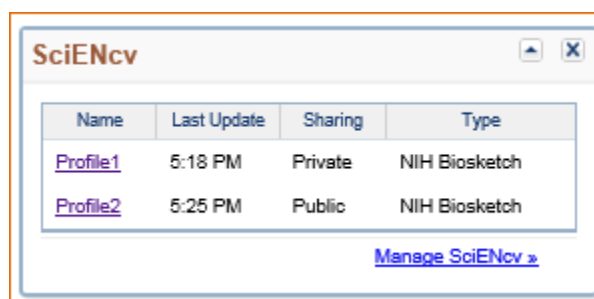 SciENcv
Name Last Update Sharing Type
Profile1 5:18 PM Private NIH Biosketch
Profile2 5:25 PM Public NIH Biosketch
Manage SciENcv »